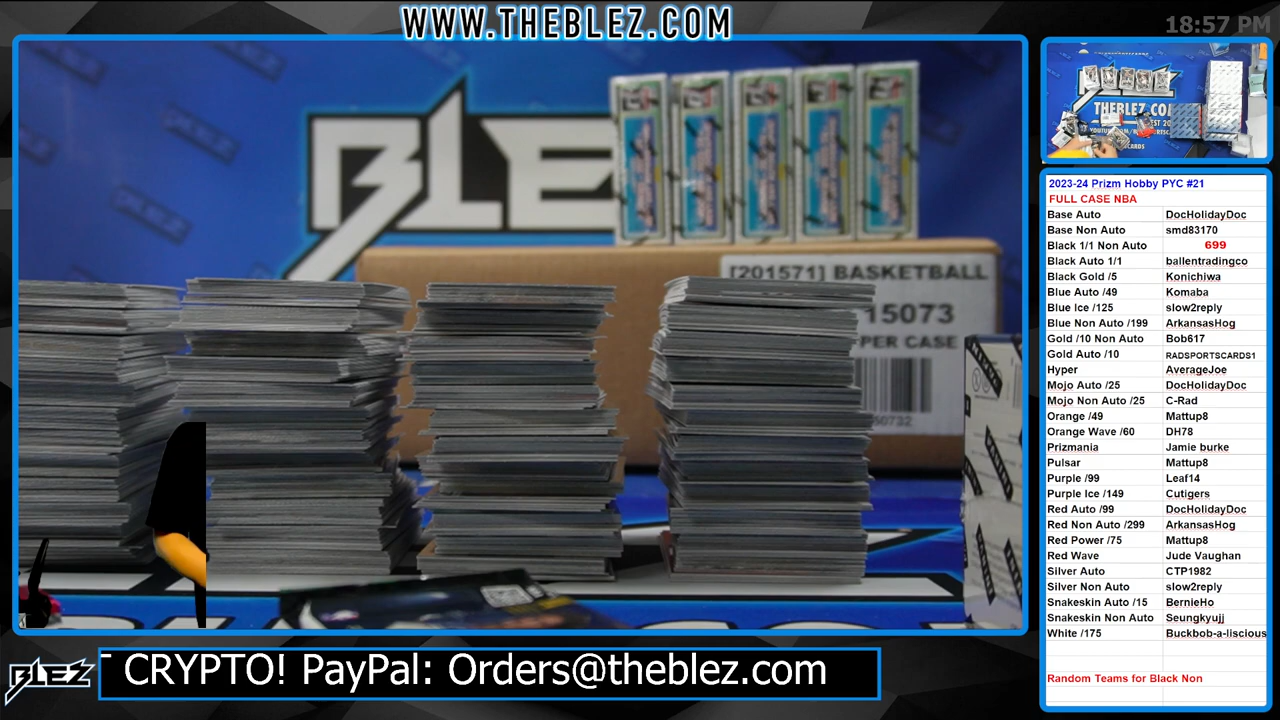 WWW.THEBLEZ.COM
18:57 PM
BLEZ
[201571] BASKETBALL
15073
PER CASE
THEBLEZ.CO
2023-24 Prizm Hobby PYC #21
FULL CASE NBA
Base Auto DocHolidayDoc
Base Non Auto smd83170
Black 1/1 Non Auto 699
Black Auto 1/1 ballentradingco
Black Gold /5 Konichiwa
Blue Auto /49 Komaba
Blue Ice /125 slow2reply
Blue Non Auto /199 ArkansasHog
Gold /10 Non Auto Bob617
Gold Auto /10 RADSPORTSCARDS1
Hyper AverageJoe
Mojo Auto /25 DocHolidayDoc
Mojo Non Auto /25 C-Rad
Orange /49 Mattup8
Orange Wave /60 DH78
Prizmania Jamie burke
Pulsar Mattup8
Purple /99 Leaf14
Purple Ice /149 Cutigers
Red Auto /99 DocHolidayDoc
Red Non Auto /299 ArkansasHog
Red Power /75 Mattup8
Red Wave Jude Vaughan
Silver Auto CTP1982
Silver Non Auto slow2reply
Snakeskin Auto /15 BernieHo
Snakeskin Non Auto Seungkyujj
White /175 Buckbob-a-liscious
Random Teams for Black Non
BLEZ
CRYPTO! PayPal: Orders@theblez.com